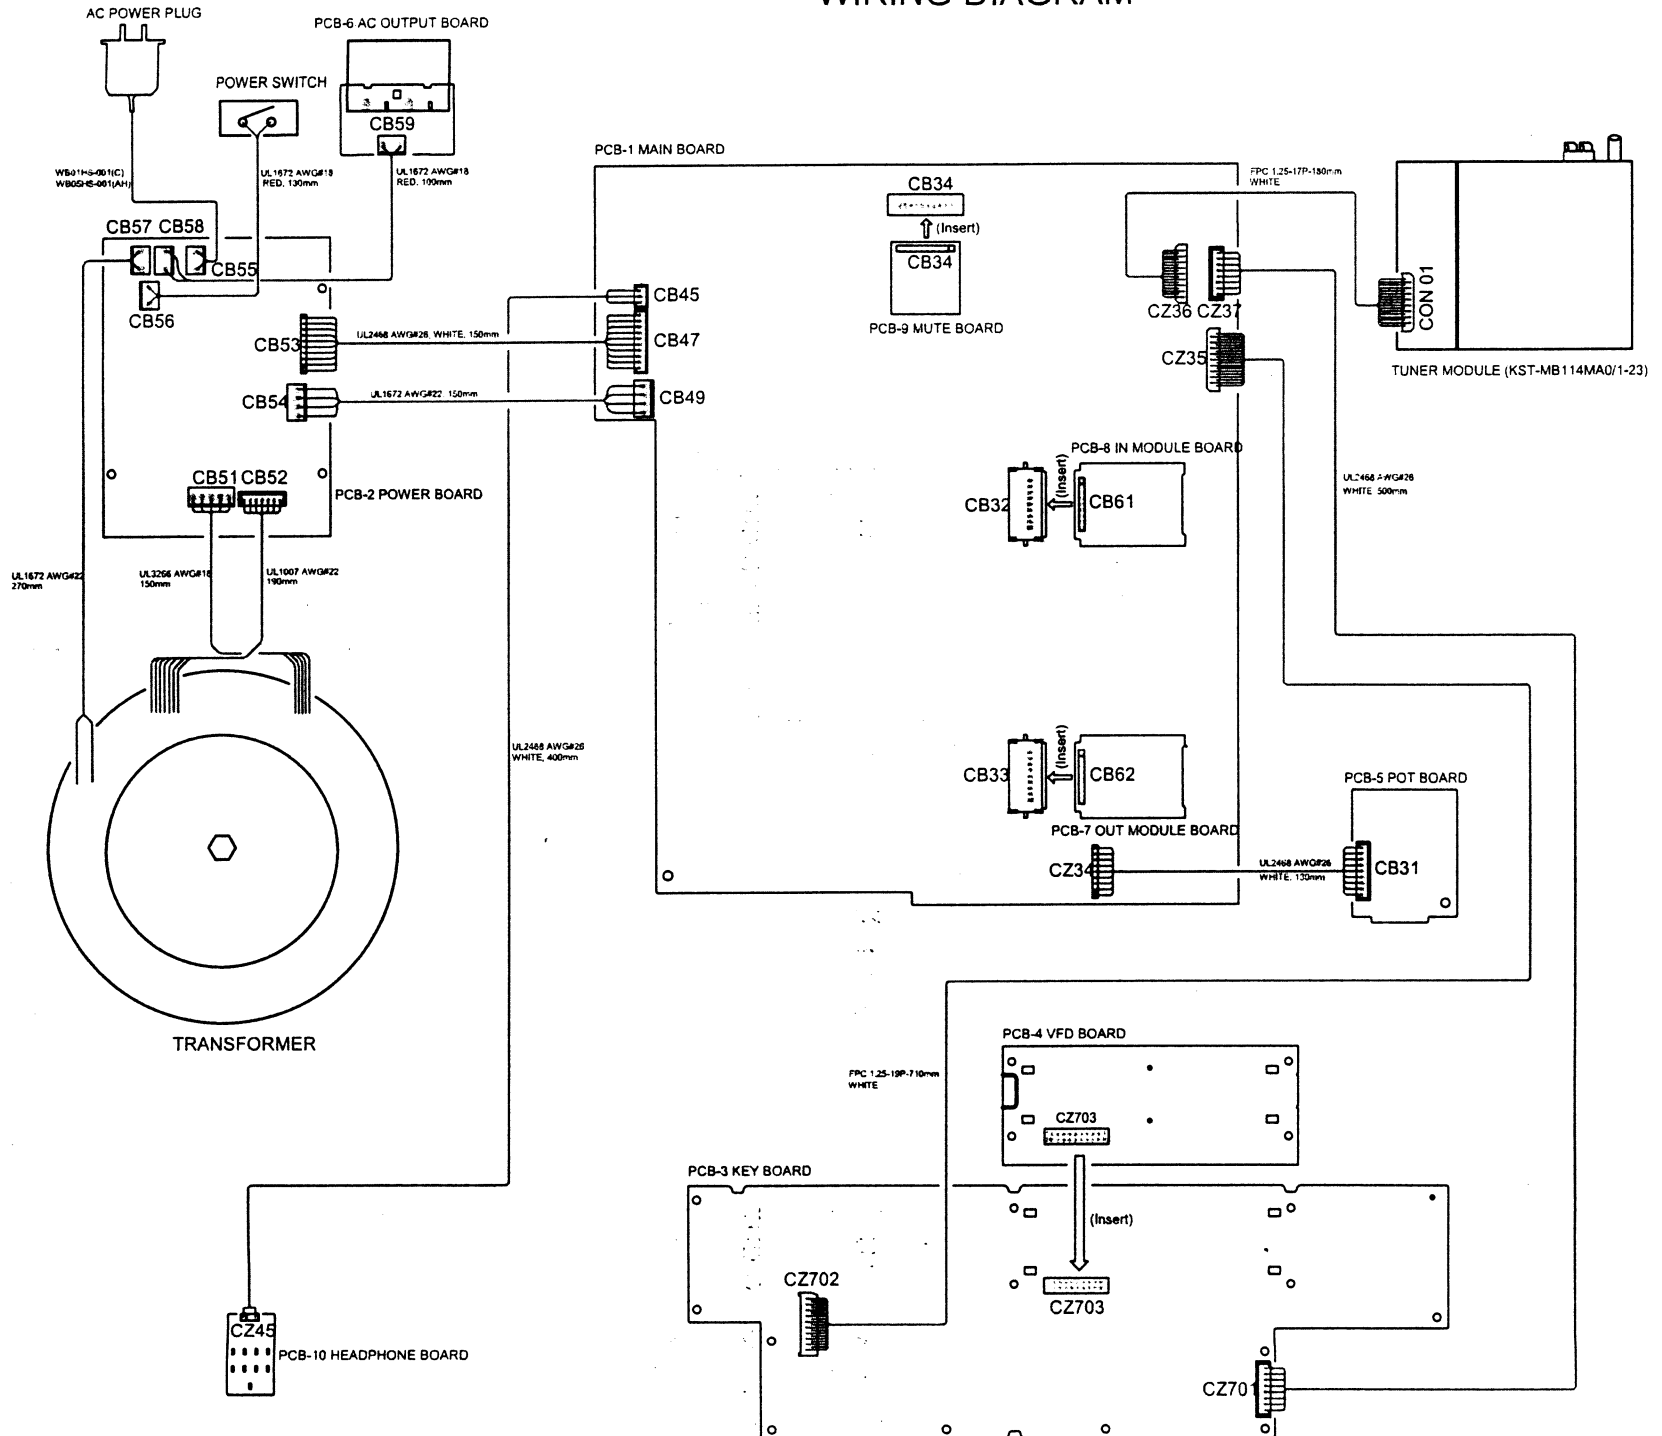 WIRING DIAGRAM
AC POWER PLUG
PCB-6 AC OUTPUT BOARD
POWER SWITCH
CB59
WB01HS-001(C)
WB05HS-001(AH)
UL1672 AWG#18
RED, 130mm
UL1672 AWG#18
RED, 100mm
CB57 CB58
CB55
CB56
CB53
UL2468 AWG#26, WHITE, 150mm
CB54
UL1672 AWG#22, 150mm
CB51 CB52
PCB-2 POWER BOARD
UL1672 AWG#22
270mm
UL3266 AWG#18
150mm
UL1007 AWG#22
190mm
TRANSFORMER
UL2468 AWG#26
WHITE, 400mm
CZ45
PCB-10 HEADPHONE BOARD
PCB-1 MAIN BOARD
CB45
CB47
CB49
CB34
(Insert)
CB34
PCB-9 MUTE BOARD
FPC 1.25-17P-180mm
WHITE
CZ36 CZ37
CZ35
CON 01
TUNER MODULE (KST-MB114MA0/1-23)
PCB-8 IN MODULE BOARD
CB32
(Insert)
CB61
UL2468 AWG#26
WHITE 500mm
CB33
(Insert)
CB62
PCB-7 OUT MODULE BOARD
CZ34
UL2468 AWG#26
WHITE, 130mm
PCB-5 POT BOARD
CB31
FPC 1.25-19P-710mm
WHITE
PCB-4 VFD BOARD
CZ703
PCB-3 KEY BOARD
(Insert)
CZ702
CZ703
CZ701